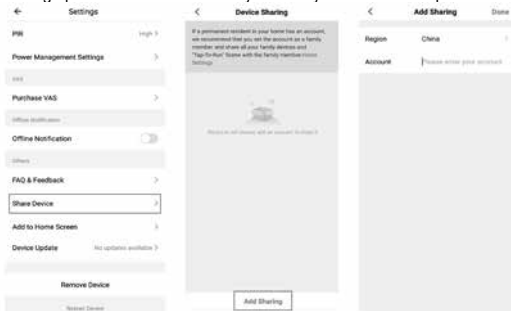 Settings
PIR
High
Power Management Settings
VAS
Purchase VAS
Offline Notification
Offline Notification
Others
FAQ & Feedback
Share Device
Add to Home Screen
Device Update
No updates available
Remove Device
Restart Device
Device Sharing
If a permanent resident in your home has an account,
we recommend that you set the account as a family
member and share all your family devices and
"Tap-To-Run" Scene with the family member Home
Settings
Add Sharing
Add Sharing
Done
Region
China
Account
Please enter your account